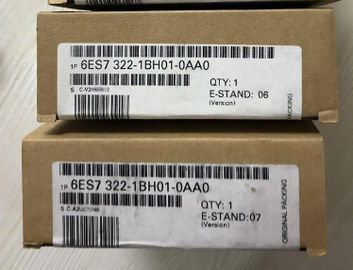 1P 6ES7 322-1BH01-0AA0
QTY: 1
E-STAND: 06
(Version)
S
PACKING
1P 6ES7 322-1BH01-0AA0
QTY: 1
E-STAND:07
(Version)
S
ORIGINAL PACKING